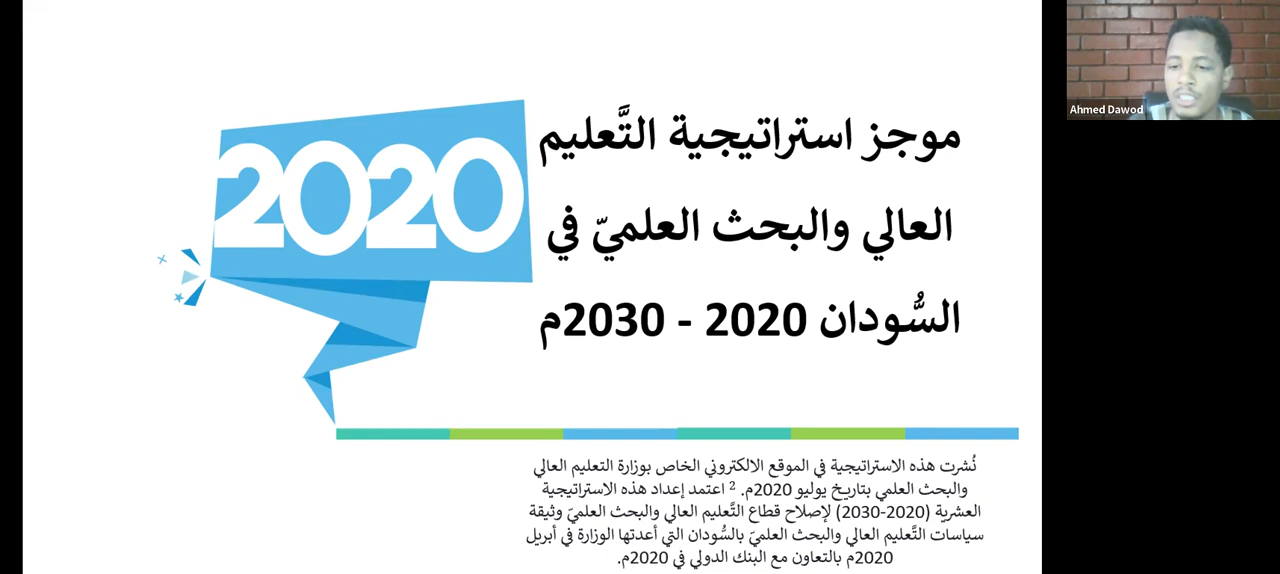 2020
موجز استراتيجية التَّعليم
العالي والبحث العلميّ في
السُّودان 2020 - 2030م
نُشرت هذه الاستراتيجية في الموقع الالكتروني الخاص بوزارة التعليم العالي
والبحث العلمي بتاريخ يوليو 2020م. ² اعتمد إعداد هذه الاستراتيجية
العشرية (2020-2030) لإصلاح قطاع التَّعليم العالي والبحث العلميّ وثيقة
سياسات التَّعليم العالي والبحث العلميّ بالسُّودان التي أعدتها الوزارة في أبريل
2020م بالتعاون مع البنك الدولي في 2020م.
Ahmed Dawod